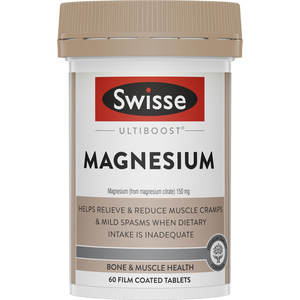 Swisse
ULTIBOOST®
MAGNESIUM
Magnesium (from magnesium citrate) 150 mg
HELPS RELIEVE & REDUCE MUSCLE CRAMPS
& MILD SPASMS WHEN DIETARY
INTAKE IS INADEQUATE
BONE & MUSCLE HEALTH
60 FILM COATED TABLETS